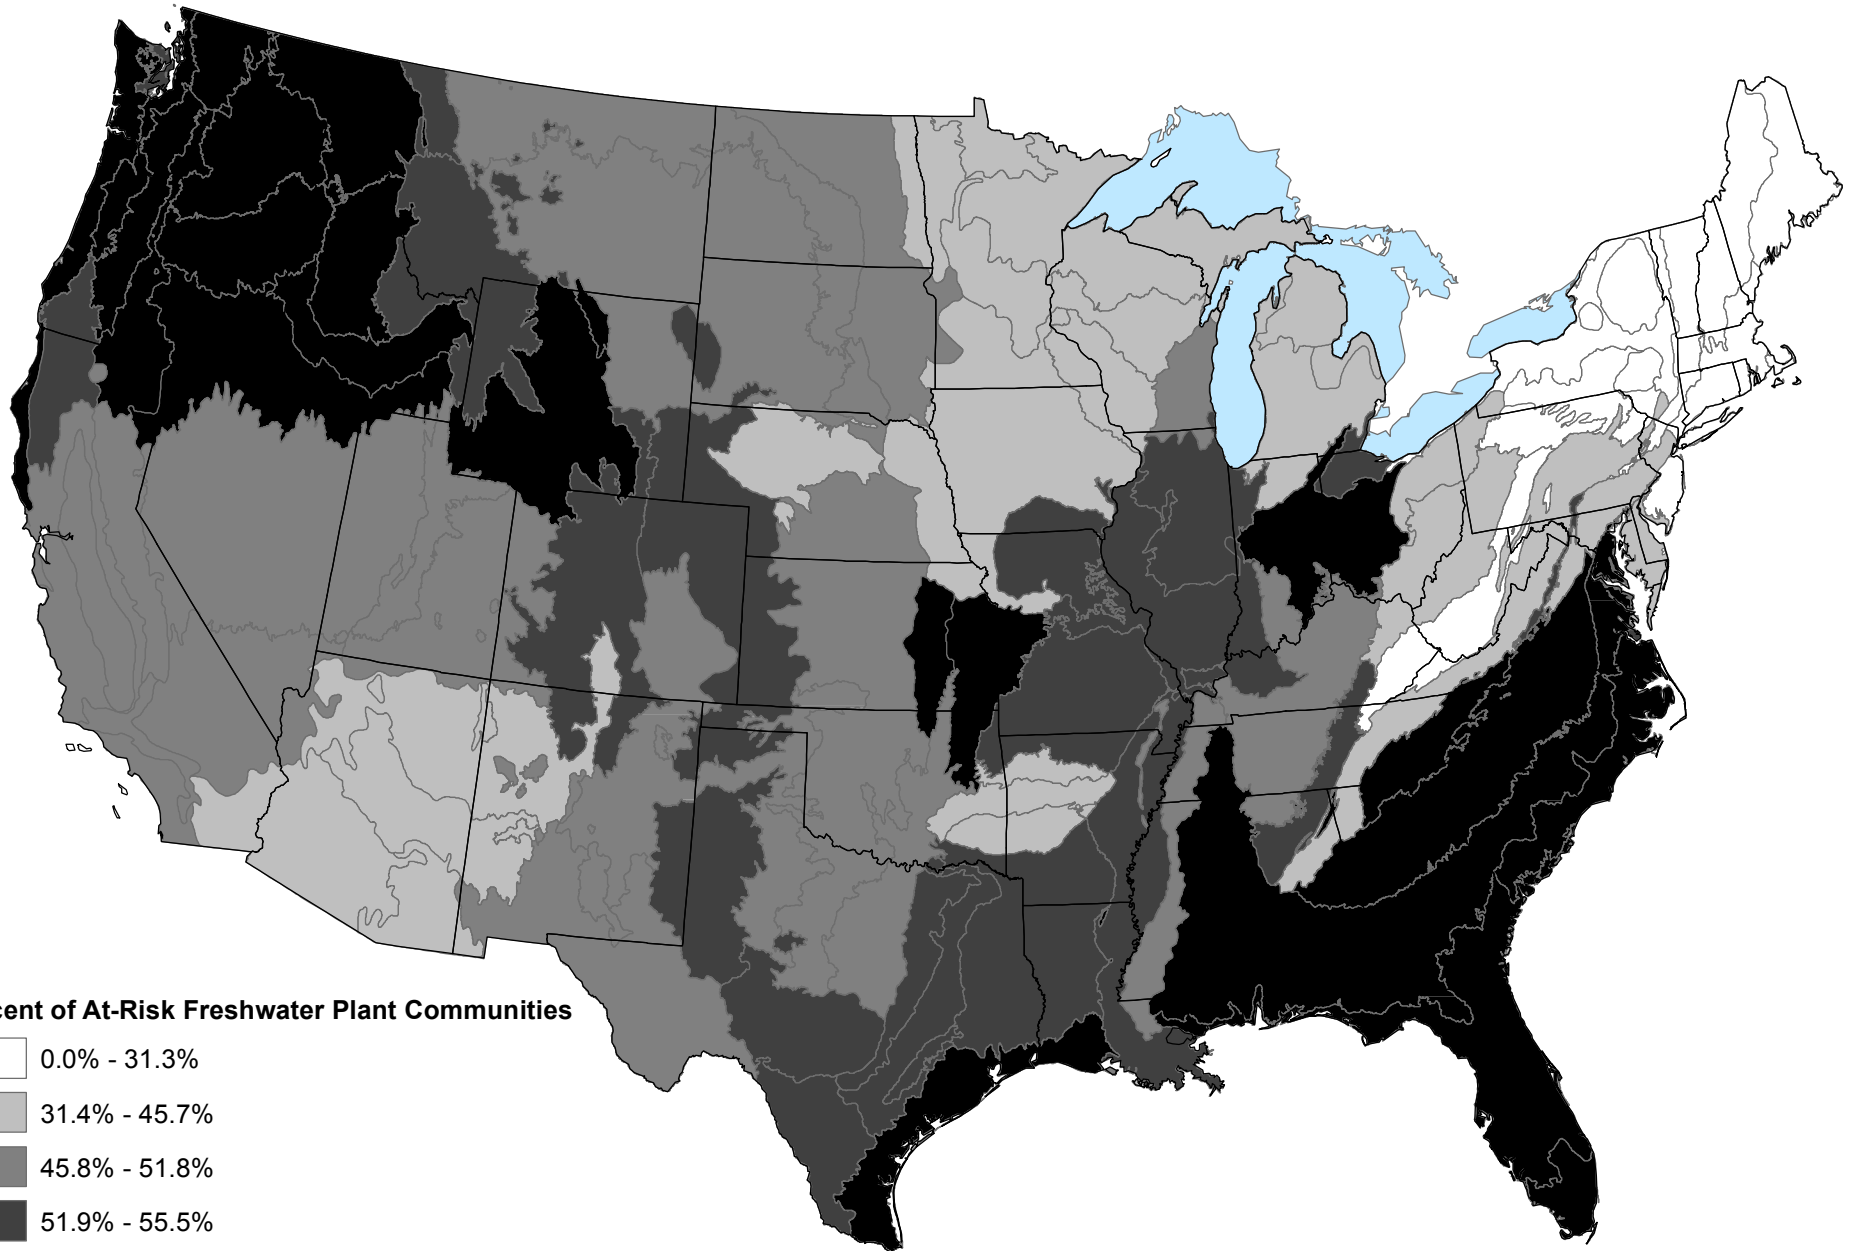 cent of At-Risk Freshwater Plant Communities
0.0% - 31.3%
31.4% - 45.7%
45.8% - 51.8%
51.9% - 55.5%